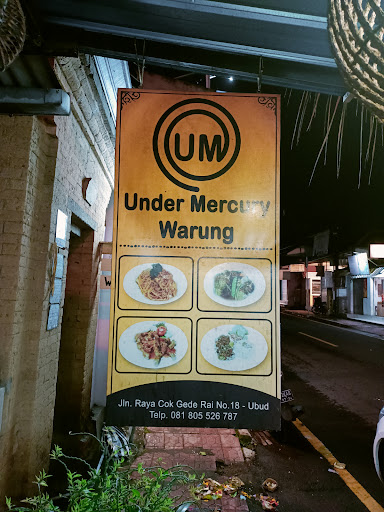 UM
Under Mercury
Warung
Jln. Raya Cok Gede Rai No.18 - Ubud
Telp. 081 805 526 787